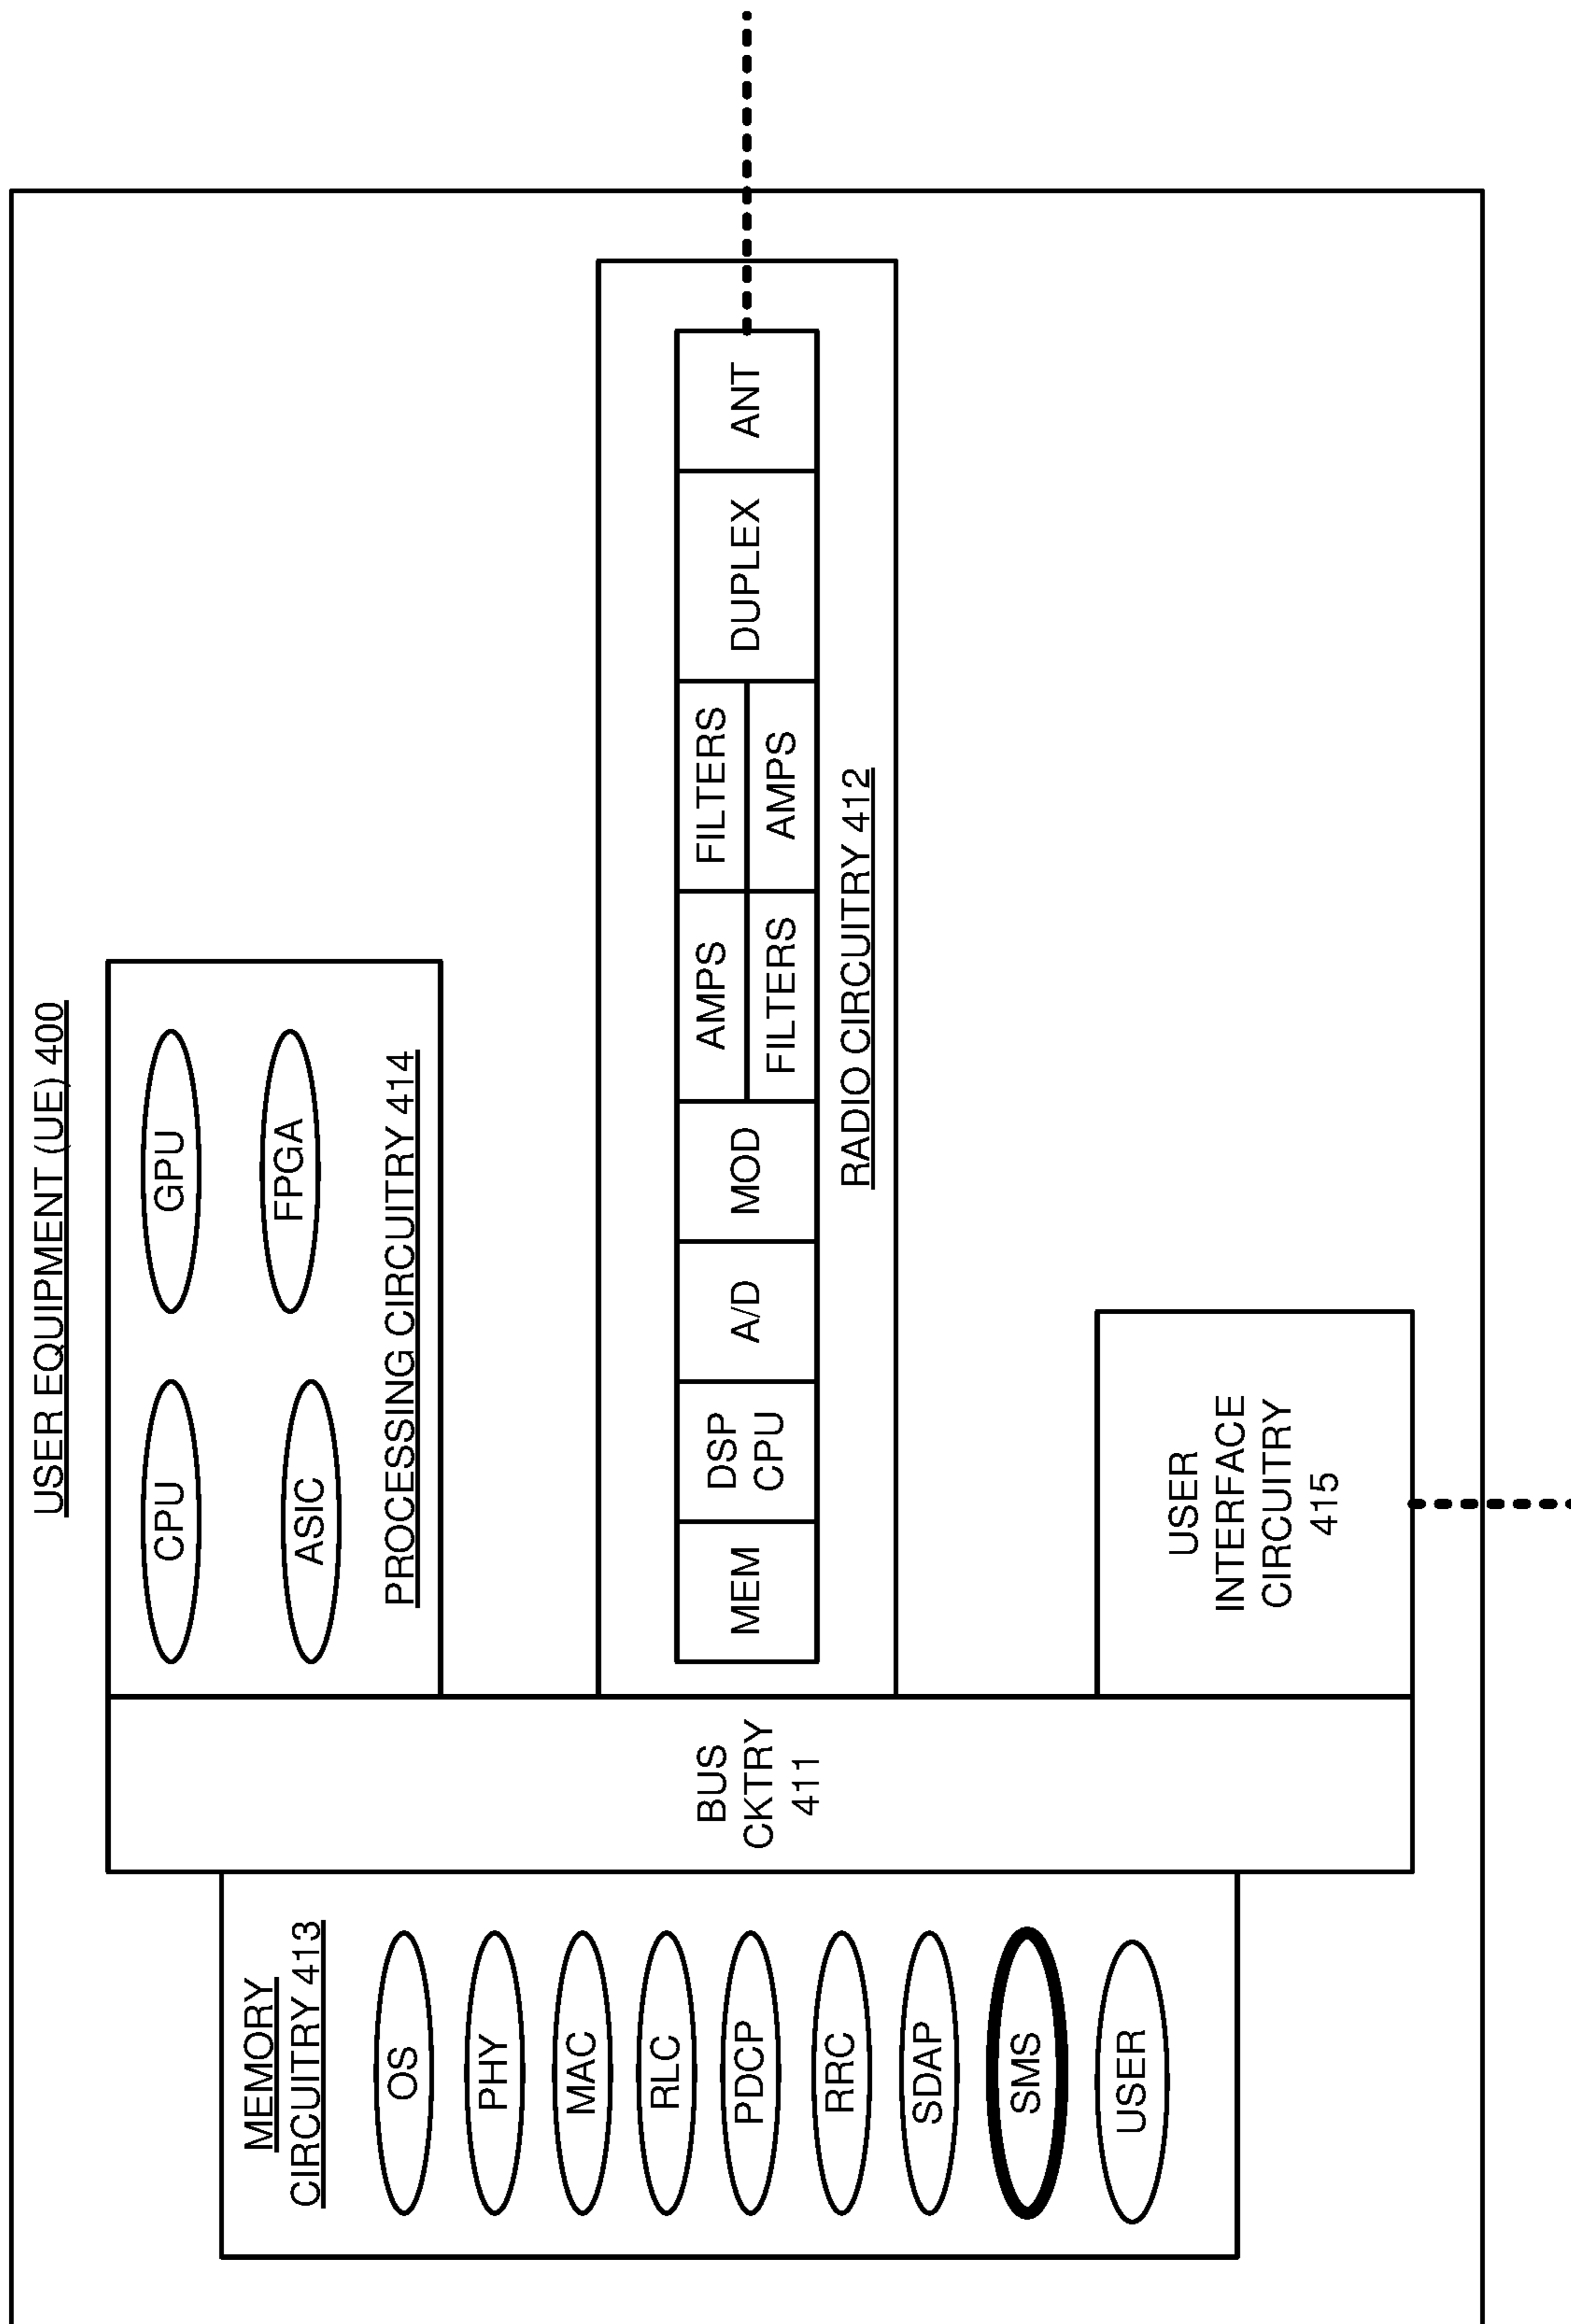 USER EQUIPMENT (UE) 400
MEMORY
CIRCUITRY 413
OS
PHY
MAC
RLC
PDCP
RRC
SDAP
SMS
USER
BUS
CKTRY
411
CPU
GPU
ASIC
FPGA
PROCESSING CIRCUITRY 414
MEM
DSP
CPU
A/D
MOD
AMPS
FILTERS
FILTERS
AMPS
DUPLEX
ANT
RADIO CIRCUITRY 412
USER
INTERFACE
CIRCUITRY
415